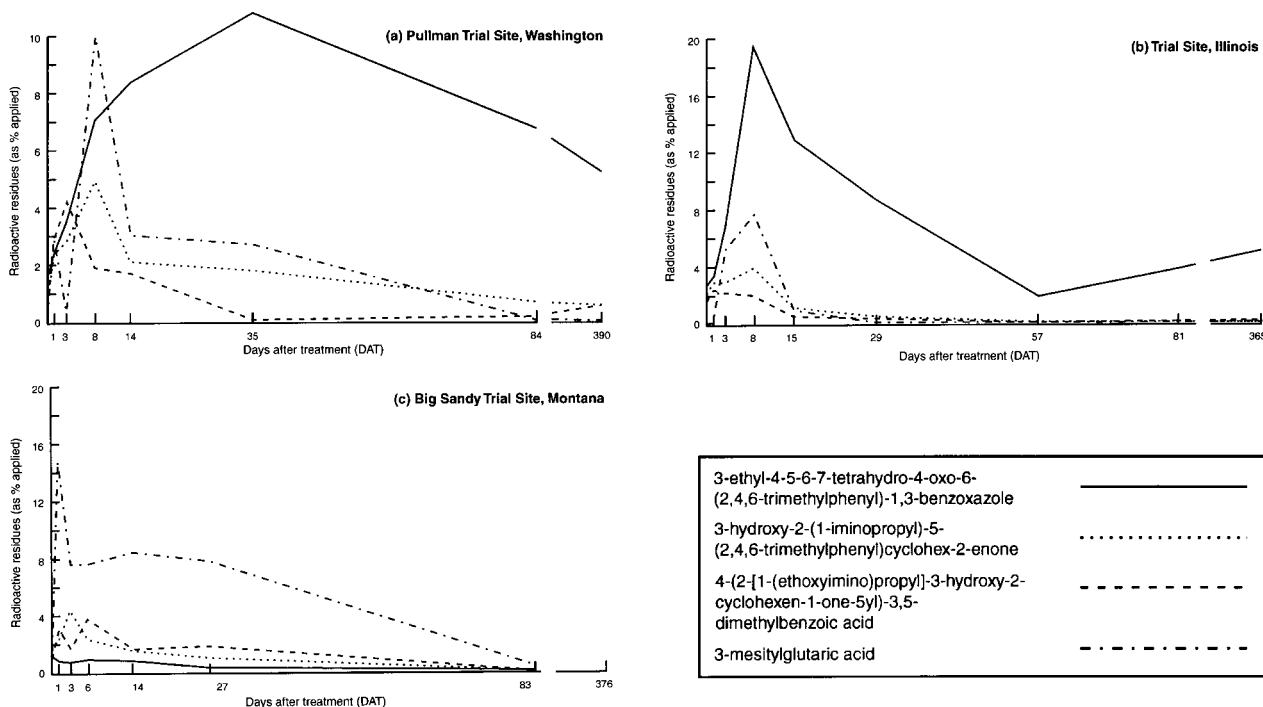 (a) Pullman Trial Site, Washington
Radioactive residues (as % applied)
10
8
6
4
2
0
1 3 8 14 35 84 390
Days after treatment (DAT)
(b) Trial Site, Illinois
Radioactive residues (as % applied)
20
16
12
8
4
0
1 3 8 15 29 57 81 365
Days after treatment (DAT)
(c) Big Sandy Trial Site, Montana
Radioactive residues (as % applied)
20
16
12
8
4
0
1 3 6 14 27 83 376
Days after treatment (DAT)
3-ethyl-4-5-6-7-tetrahydro-4-oxo-6-
(2,4,6-trimethylphenyl)-1,3-benzoxazole
3-hydroxy-2-(1-iminopropyl)-5-
(2,4,6-trimethylphenyl)cyclohex-2-enone
4-(2-[1-(ethoxyimino)propyl]-3-hydroxy-2-
cyclohexen-1-one-5yl)-3,5-
dimethylbenzoic acid
3-mesitylglutaric acid